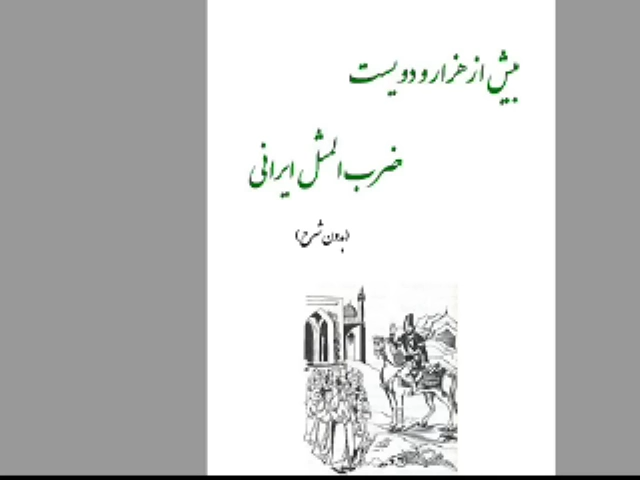 بیش از هزار و دویست
ضرب المثل ایرانی
(بدون شرح)